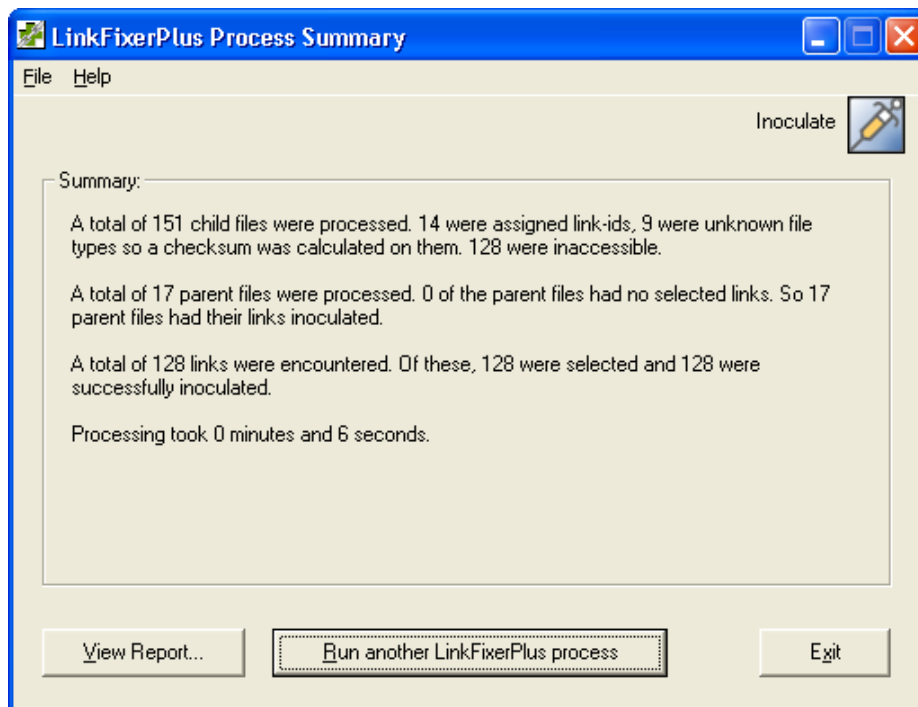 LinkFixerPlus Process Summary
File Help
Inoculate
Summary:
A total of 151 child files were processed. 14 were assigned link-ids, 9 were unknown file
types so a checksum was calculated on them. 128 were inaccessible.
A total of 17 parent files were processed. 0 of the parent files had no selected links. So 17
parent files had their links inoculated.
A total of 128 links were encountered. Of these, 128 were selected and 128 were
successfully inoculated.
Processing took 0 minutes and 6 seconds.
View Report... Run another LinkFixerPlus process Exit